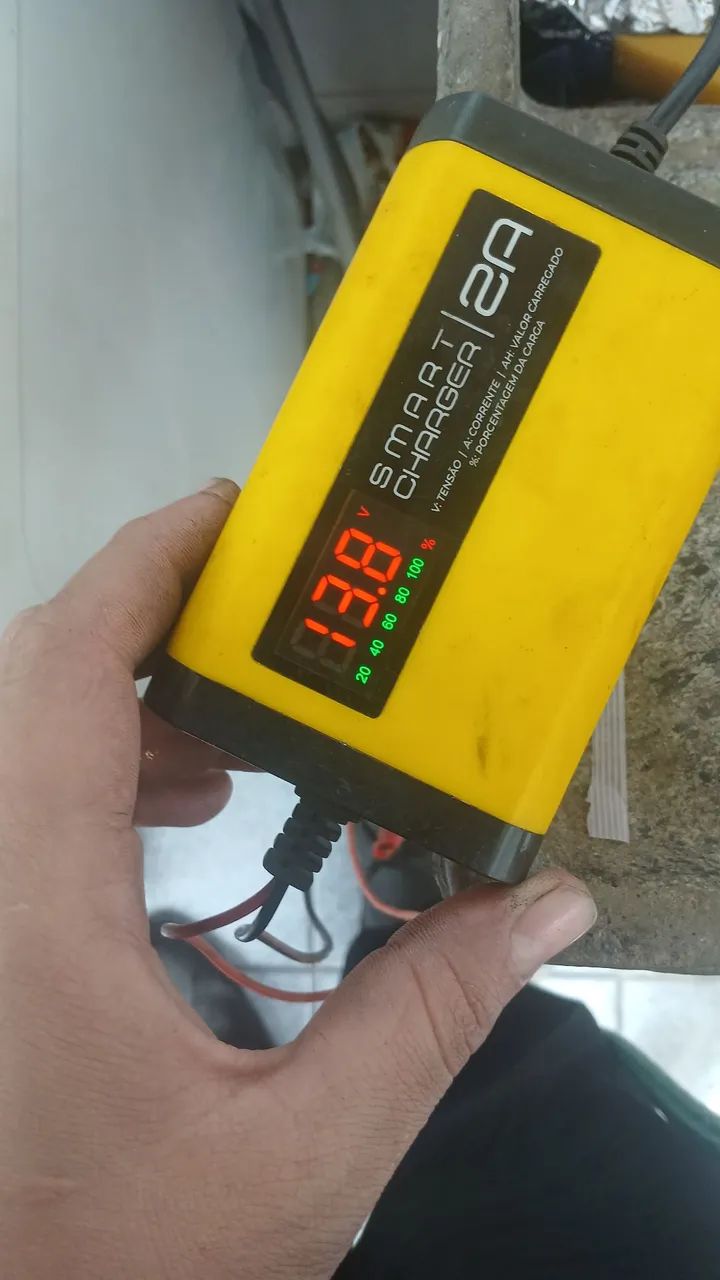 SMART
CHARGER | 2A
V: TENSÃO | A: CORRENTE | AH: VALOR CARREGADO
%: PORCENTAGEM DA CARGA
13.8 V
20 40 60 80 100 %